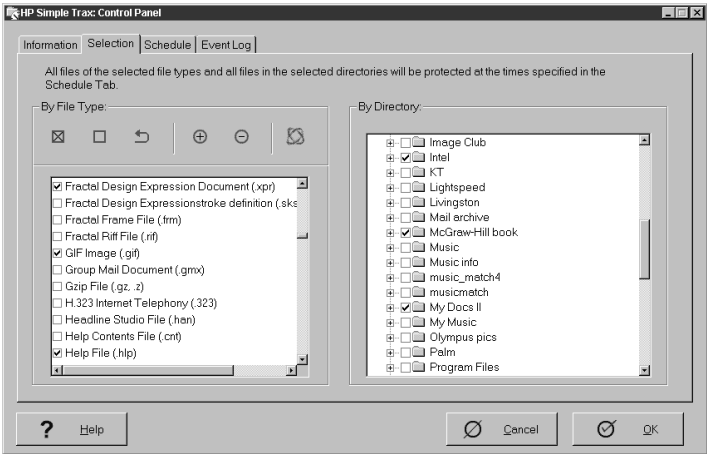 HP Simple Trax: Control Panel
Information Selection Schedule Event Log
All files of the selected file types and all files in the selected directories will be protected at the times specified in the
Schedule Tab.
By File Type:
Fractal Design Expression Document (.xpr)
Fractal Design Expressionstroke definition (.sks
Fractal Frame File (.frm)
Fractal Riff File (.rif)
GIF Image (.gif)
Group Mail Document (.gmx)
Gzip File (.gz, .z)
H.323 Internet Telephony (.323)
Headline Studio File (.han)
Help Contents File (.cnt)
Help File (.hlp)
By Directory:
Image Club
Intel
KT
Lightspeed
Livingston
Mail archive
McGraw-Hill book
Music
Music info
music_match4
musicmatch
My Docs II
My Music
Olympus pics
Palm
Program Files
? Help
Cancel
OK